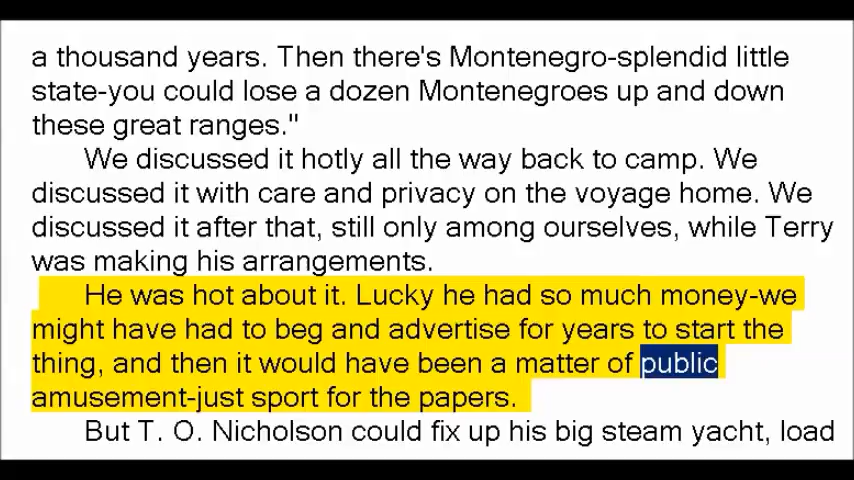 a thousand years. Then there's Montenegro-splendid little
state-you could lose a dozen Montenegroes up and down
these great ranges."
We discussed it hotly all the way back to camp. We
discussed it with care and privacy on the voyage home. We
discussed it after that, still only among ourselves, while Terry
was making his arrangements.
He was hot about it. Lucky he had so much money-we
might have had to beg and advertise for years to start the
thing, and then it would have been a matter of public
amusement-just sport for the papers.
But T. O. Nicholson could fix up his big steam yacht, load